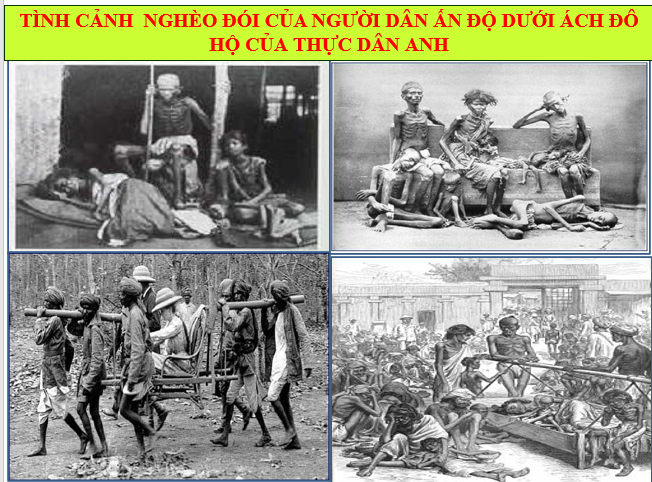 TÌNH CẢNH NGHÈO ĐÓI CỦA NGƯỜI DÂN ẤN ĐỘ DƯỚI ÁCH ĐÔ
HỘ CỦA THỰC DÂN ANH